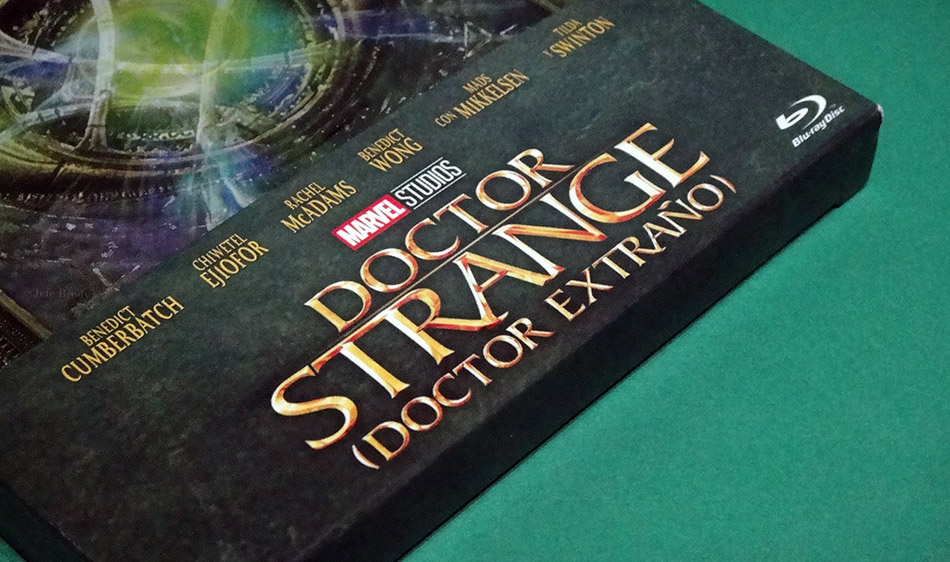 BENEDICT
CUMBERBATCH
CHIWETEL
EJIOFOR
RACHEL
McADAMS
BENEDICT
WONG
MADS
CON MIKKELSEN
TILDA
Y SWINTON
MARVEL STUDIOS
DOCTOR
STRANGE
(DOCTOR EXTRAÑO)
Blu-ray Disc